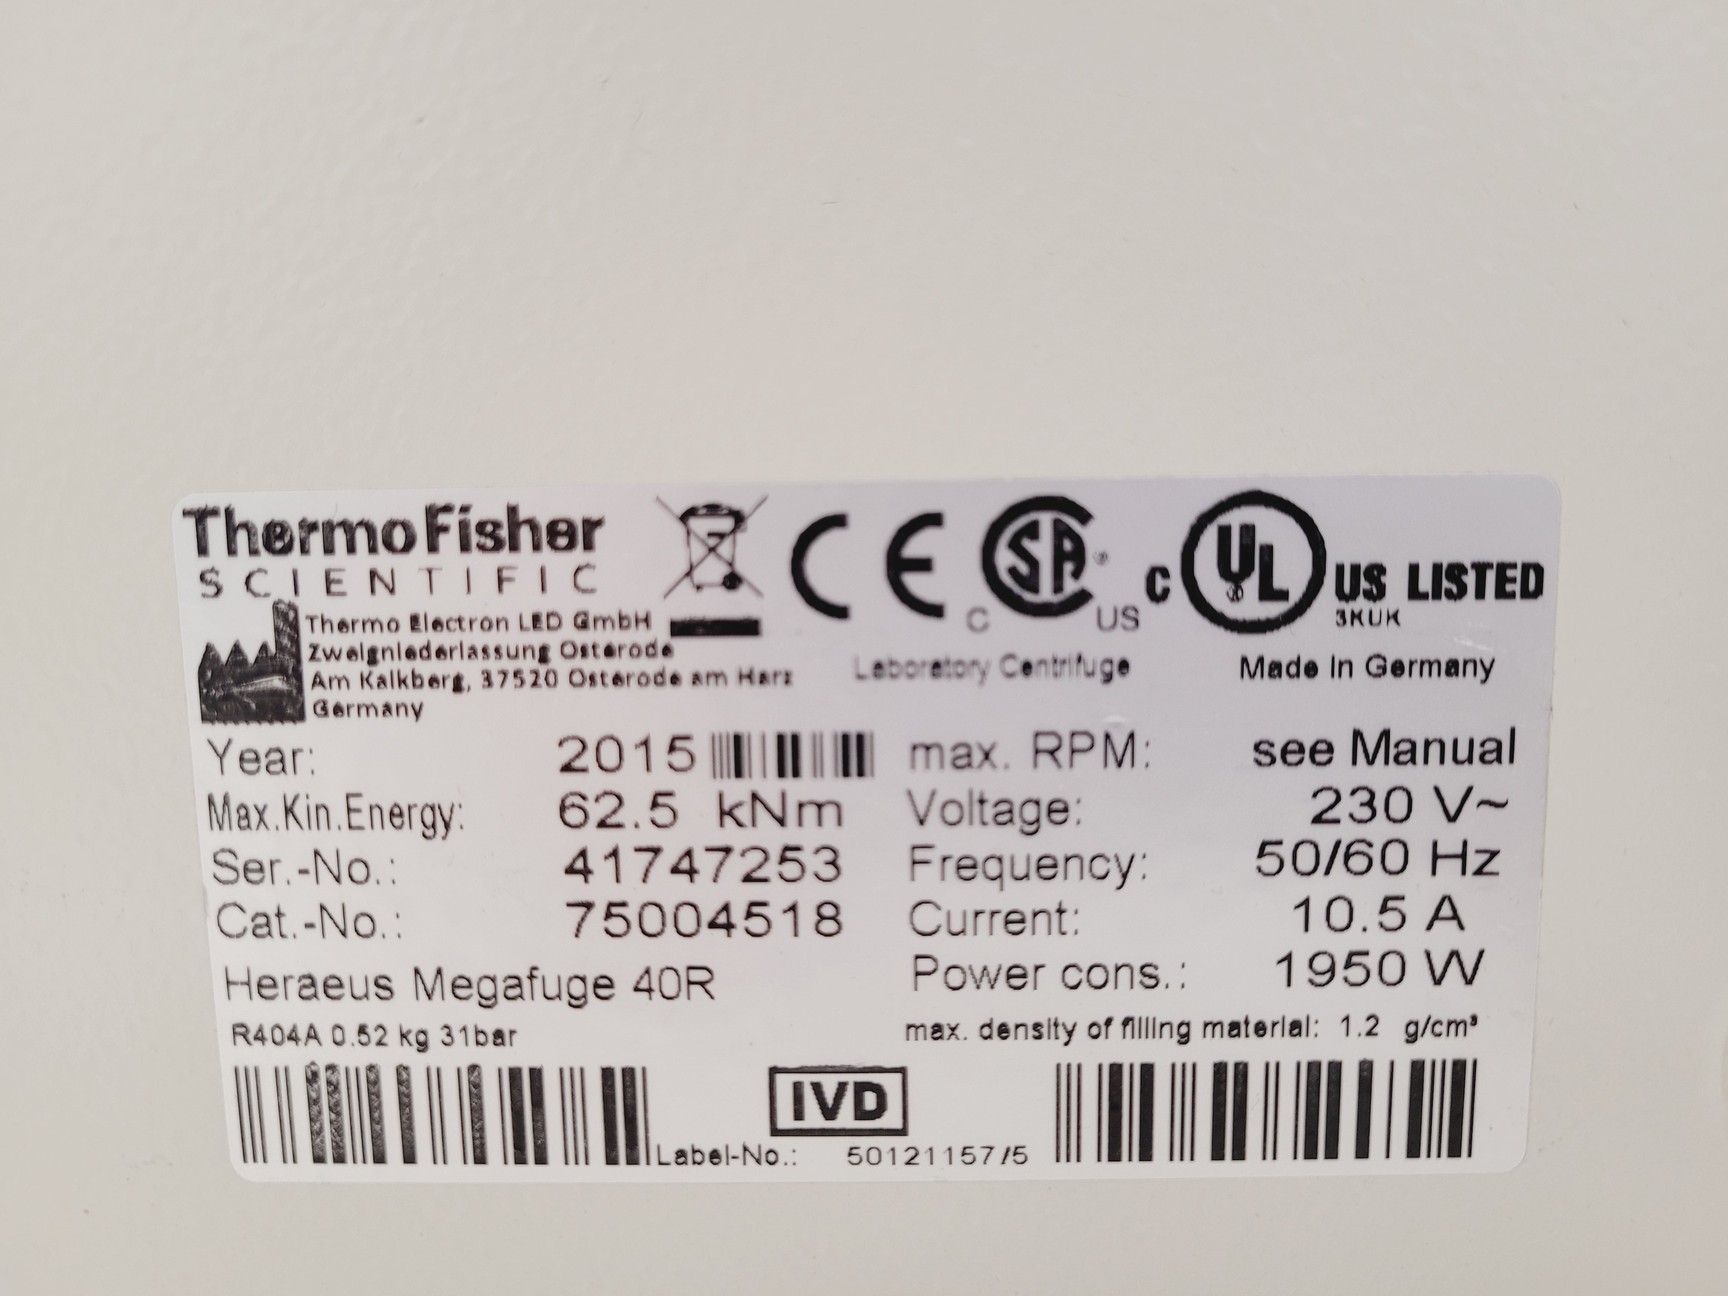 ThermoFisher
SCIENTIFIC
Thermo Electron LED GmbH
Zweigniederlassung Osterode
Am Kalkberg, 37520 Osterode am Harz
Germany
CE
C SA ® US
Laboratory Centrifuge
C UL US LISTED
3KUK
Made In Germany
Year: 2015
Max.Kin.Energy: 62.5 kNm
Ser.-No.: 41747253
Cat.-No.: 75004518
Heraeus Megafuge 40R
R404A 0.52 kg 31bar
max. RPM: see Manual
Voltage: 230 V~
Frequency: 50/60 Hz
Current: 10.5 A
Power cons.: 1950 W
max. density of filling material: 1.2 g/cm³
IVD
Label-No.: 50121157/5